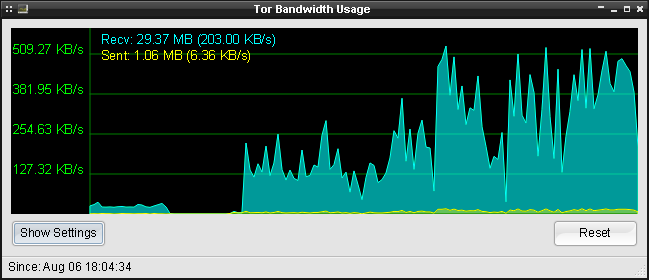 Tor Bandwidth Usage
Recv: 29.37 MB (203.00 KB/s)
Sent: 1.06 MB (6.36 KB/s)
509.27 KB/s
381.95 KB/s
254.63 KB/s
127.32 KB/s
Show Settings
Reset
Since: Aug 06 18:04:34